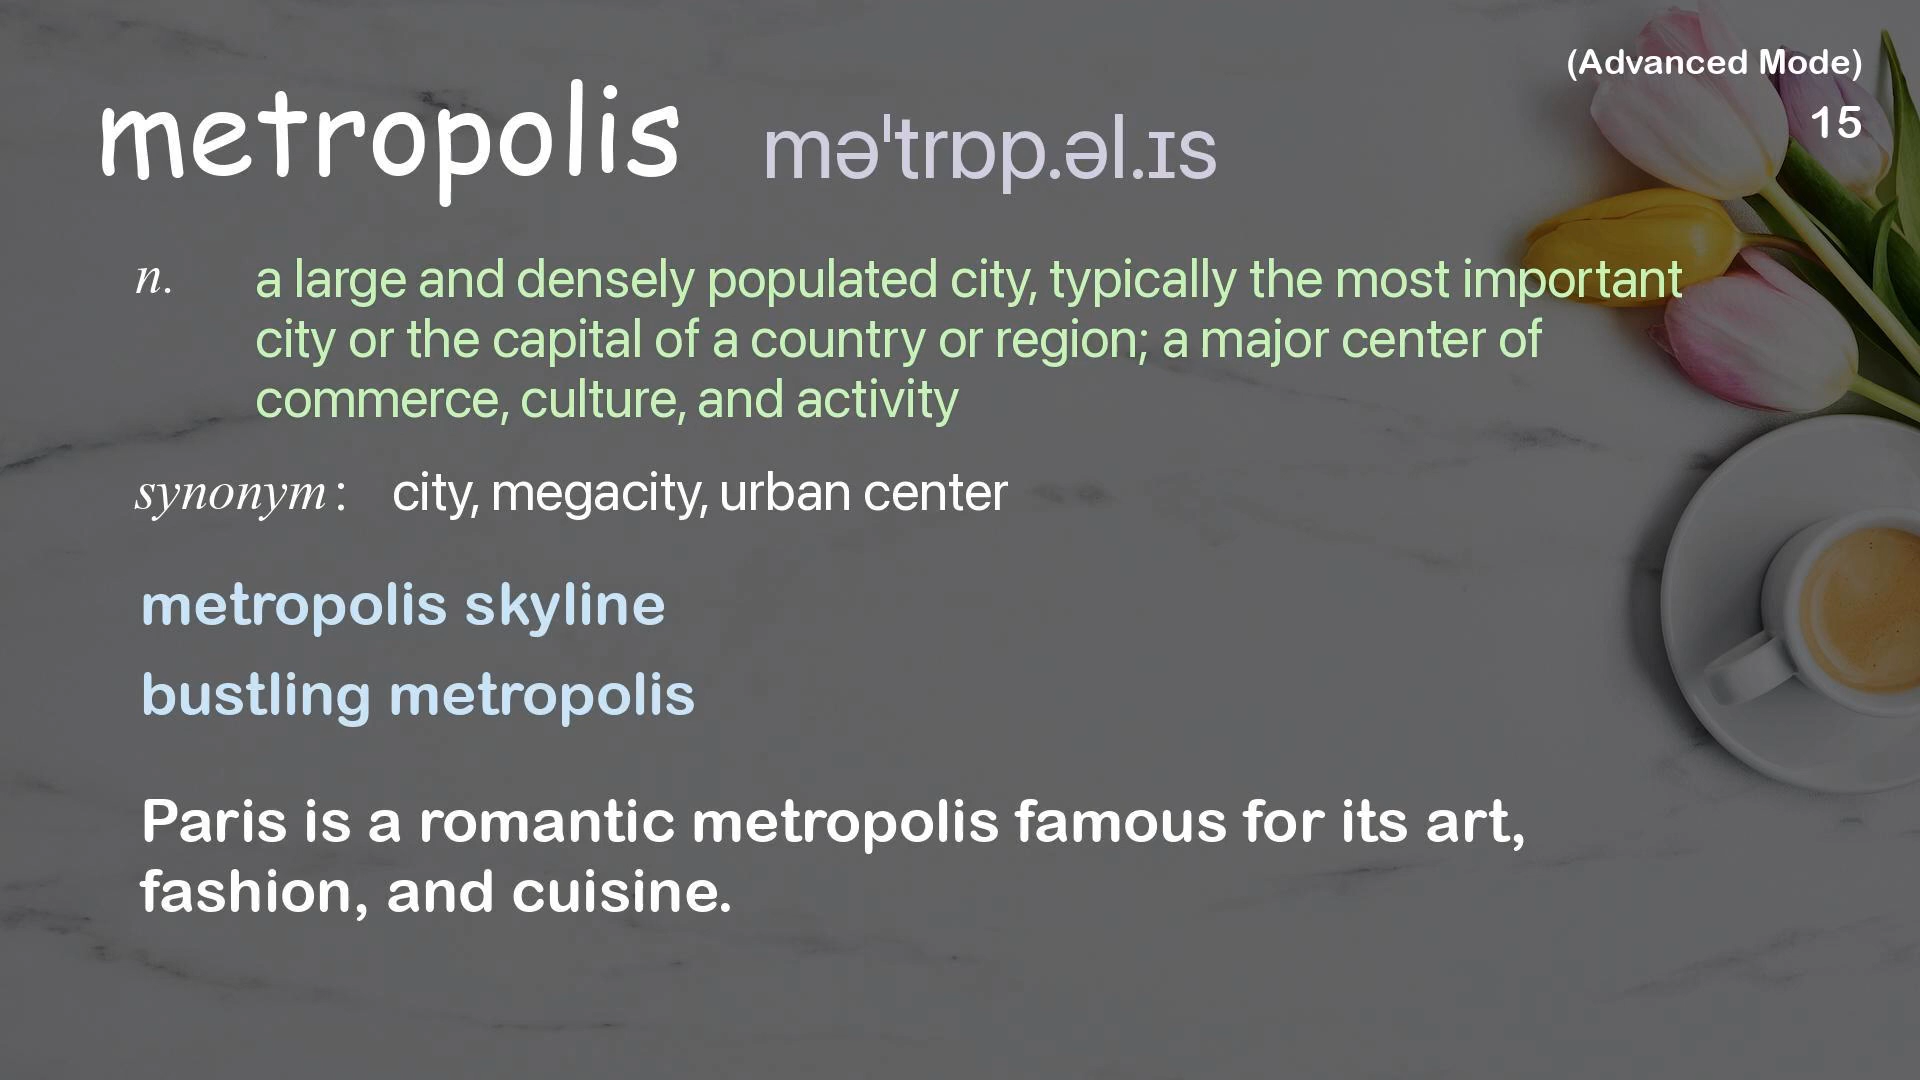 (Advanced Mode)
15
metropolis məˈtrɒp.əl.ɪs
n. a large and densely populated city, typically the most important
city or the capital of a country or region; a major center of
commerce, culture, and activity
synonym: city, megacity, urban center
metropolis skyline
bustling metropolis
Paris is a romantic metropolis famous for its art,
fashion, and cuisine.